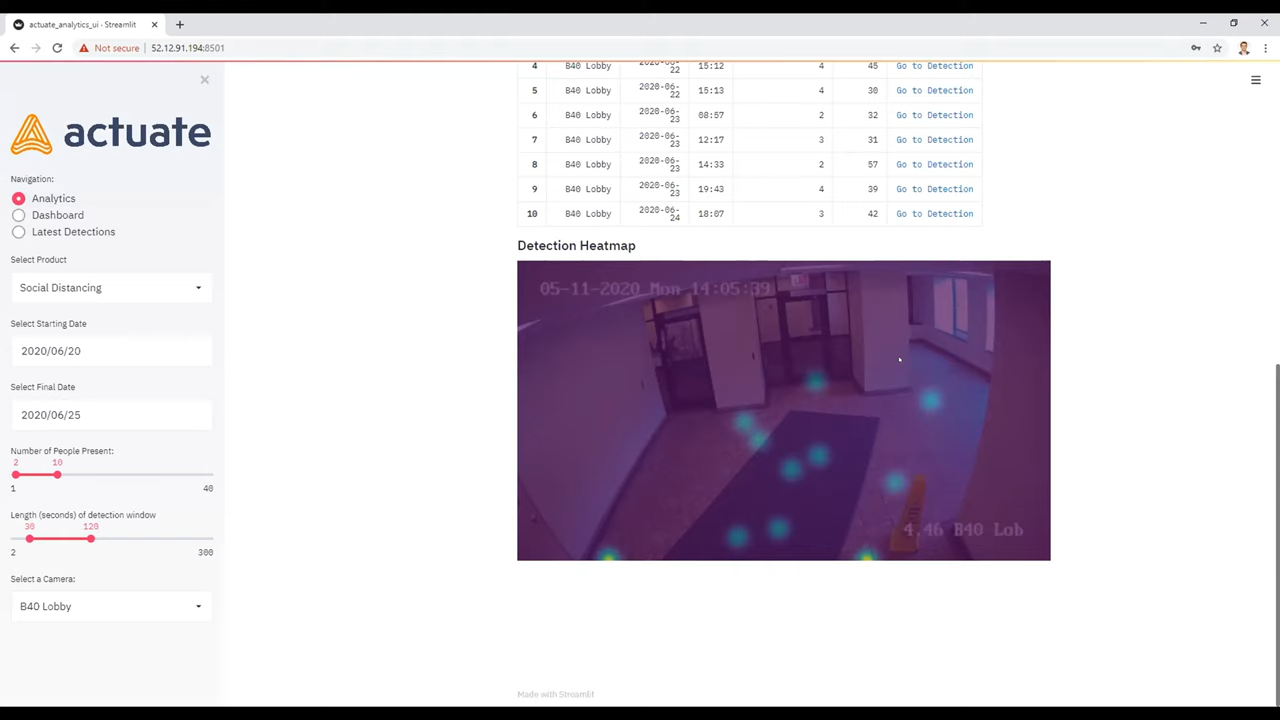 actuate_analytics_ui · Streamlit
Not secure 52.12.91.194:8501
actuate
Navigation:
Analytics
Dashboard
Latest Detections
Select Product
Social Distancing
Select Starting Date
2020/06/20
Select Final Date
2020/06/25
Number of People Present:
2 10
1 40
Length (seconds) of detection window
30 120
2 300
Select a Camera:
B40 Lobby
4 B40 Lobby 2020-06-22 15:12 4 45 Go to Detection
5 B40 Lobby 2020-06-22 15:13 4 30 Go to Detection
6 B40 Lobby 2020-06-23 08:57 2 32 Go to Detection
7 B40 Lobby 2020-06-23 12:17 3 31 Go to Detection
8 B40 Lobby 2020-06-23 14:33 2 57 Go to Detection
9 B40 Lobby 2020-06-23 19:43 4 39 Go to Detection
10 B40 Lobby 2020-06-24 18:07 3 42 Go to Detection
Detection Heatmap
05-11-2020 Mon 14:05:39
4.46 B40 Lob
Made with Streamlit